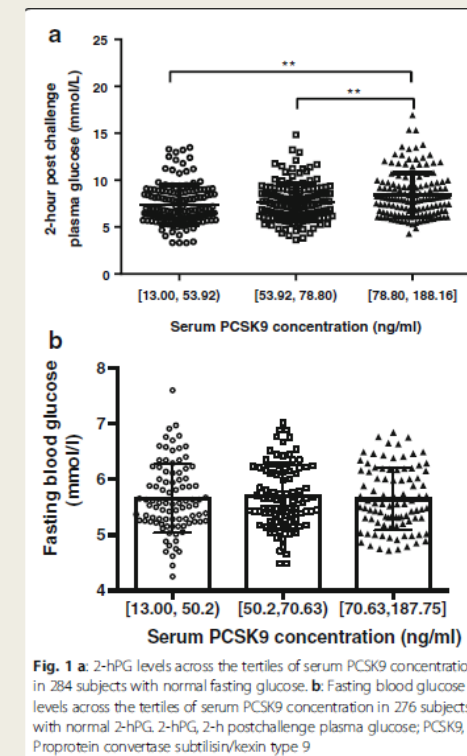 a
25
20
15
10
5
0
2-hour post challenge
plasma glucose (mmol/L)
**
**
[13.00, 53.92) [53.92, 78.80) [78.80, 188.16]
Serum PCSK9 concentration (ng/ml)
b
8
7
6
5
4
Fasting blood glucose
(mmol/l)
[13.00, 50.2) [50.2,70.63) [70.63,187.75]
Serum PCSK9 concentration (ng/ml)
Fig. 1 a: 2-hPG levels across the tertiles of serum PCSK9
in 284 subjects with normal fasting glucose. b: Fasting blood glucose
levels across the tertiles of serum PCSK9 concentration in 276 subjects
with normal 2-hPG. 2-hPG, 2-h postchallenge plasma glucose; PCSK9,
Proprotein convertase subtilisin/kexin type 9